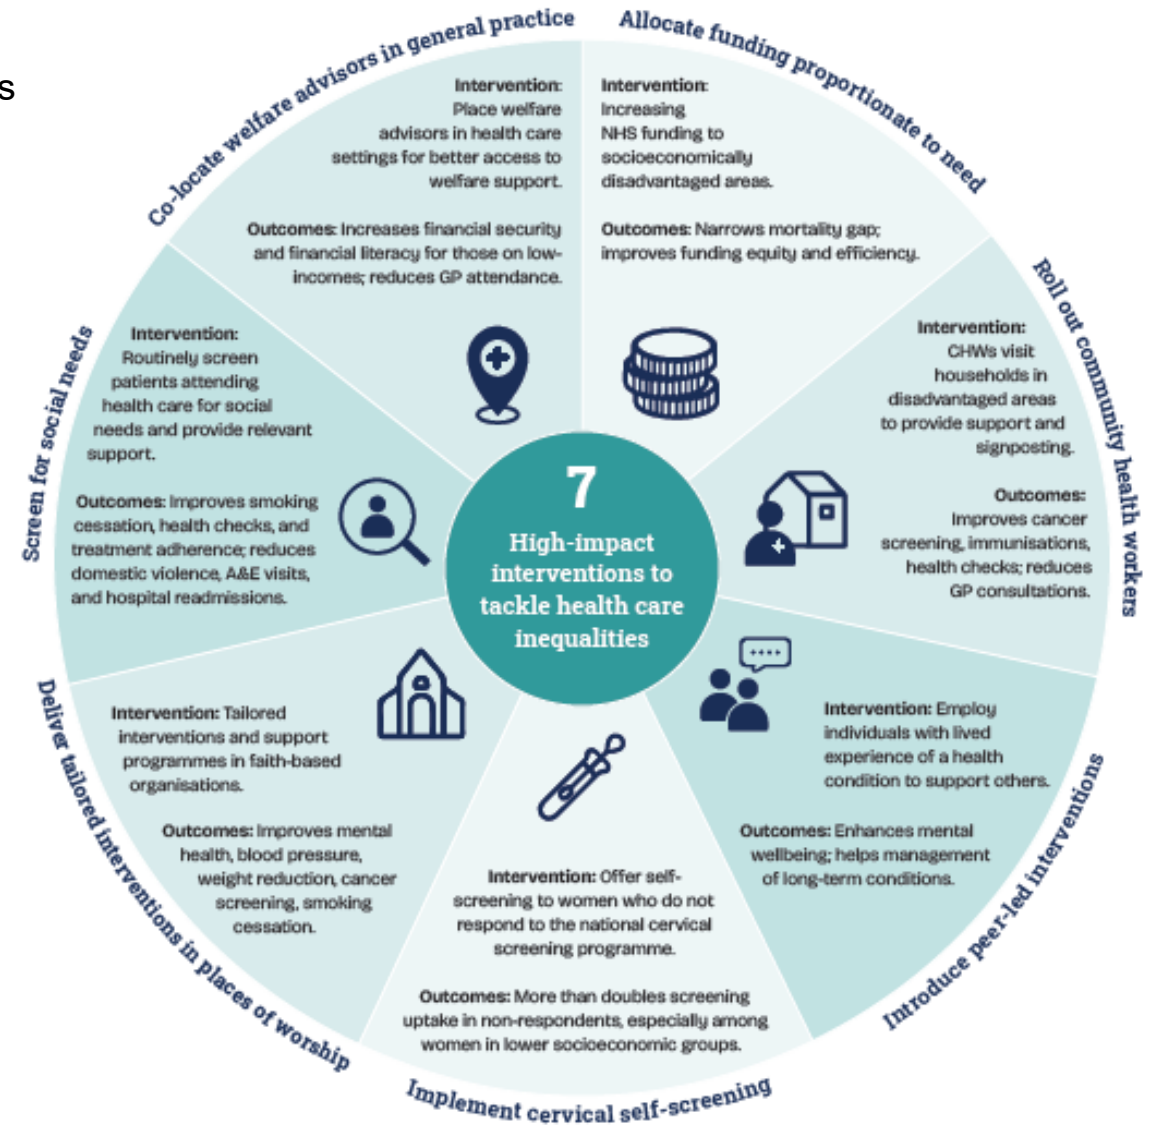 s
7
High-impact
interventions to
tackle health care
inequalities
Allocate funding proportionate to need
Intervention:
Increasing
NHS funding to
socioeconomically
disadvantaged areas.
Outcomes: Narrows mortality gap;
improves funding equity and efficiency.
Roll out community health workers
Intervention:
CHWs visit
households in
disadvantaged areas
to provide support and
signposting.
Outcomes:
Improves cancer
screening, immunisations,
health checks; reduces
GP consultations.
Introduce peer-led interventions
Intervention: Employ
individuals with lived
experience of a health
condition to support others.
Outcomes: Enhances mental
wellbeing; helps management
of long-term conditions.
Implement cervical self-screening
Intervention: Offer self-
screening to women who do not
respond to the national cervical
screening programme.
Outcomes: More than doubles screening
uptake in non-respondents, especially among
women in lower socioeconomic groups.
Deliver tailored interventions in places of worship
Intervention: Tailored
interventions and support
programmes in faith-based
organisations.
Outcomes: Improves mental
health, blood pressure,
weight reduction, cancer
screening, smoking
cessation.
Screen for social needs
Intervention:
Routinely screen
patients attending
health care for social
needs and provide relevant
support.
Outcomes: Improves smoking
cessation, health checks, and
treatment adherence; reduces
domestic violence, A&E visits,
and hospital readmissions.
Co-locate welfare advisors in general practice
Intervention:
Place welfare
advisors in health care
settings for better access to
welfare support.
Outcomes: Increases financial security
and financial literacy for those on low-
incomes; reduces GP attendance.